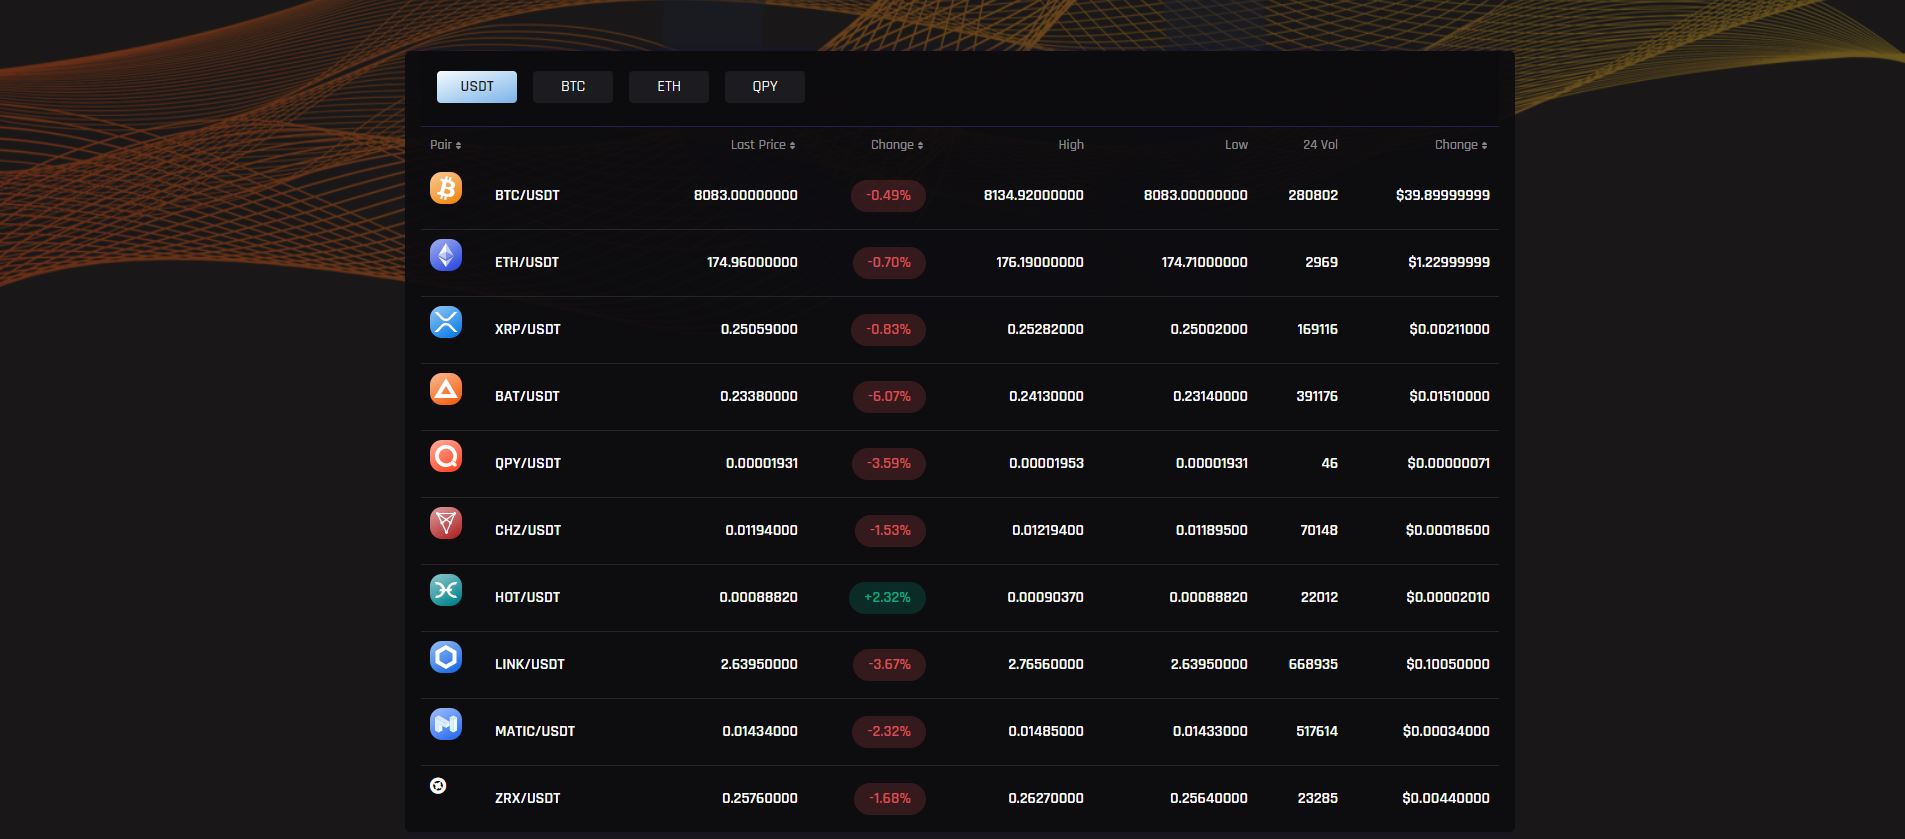 USDT BTC ETH QPY
Pair Last Price Change High Low 24 Vol Change
BTC/USDT 8083.00000000 -0.49% 8134.92000000 8083.00000000 280802 $39.89999999
ETH/USDT 174.96000000 -0.70% 176.19000000 174.71000000 2969 $1.22999999
XRP/USDT 0.25059000 -0.83% 0.25282000 0.25002000 169116 $0.00211000
BAT/USDT 0.23380000 -6.07% 0.24130000 0.23140000 391176 $0.01510000
QPY/USDT 0.00001931 -3.59% 0.00001953 0.00001931 46 $0.00000071
CHZ/USDT 0.01194000 -1.53% 0.01219400 0.01189500 70148 $0.00018600
HOT/USDT 0.00088820 +2.32% 0.00090370 0.00088820 22012 $0.00002010
LINK/USDT 2.63950000 -3.67% 2.76560000 2.63950000 668935 $0.10050000
MATIC/USDT 0.01434000 -2.32% 0.01485000 0.01433000 517614 $0.00034000
ZRX/USDT 0.25760000 -1.68% 0.26270000 0.25640000 23285 $0.00440000